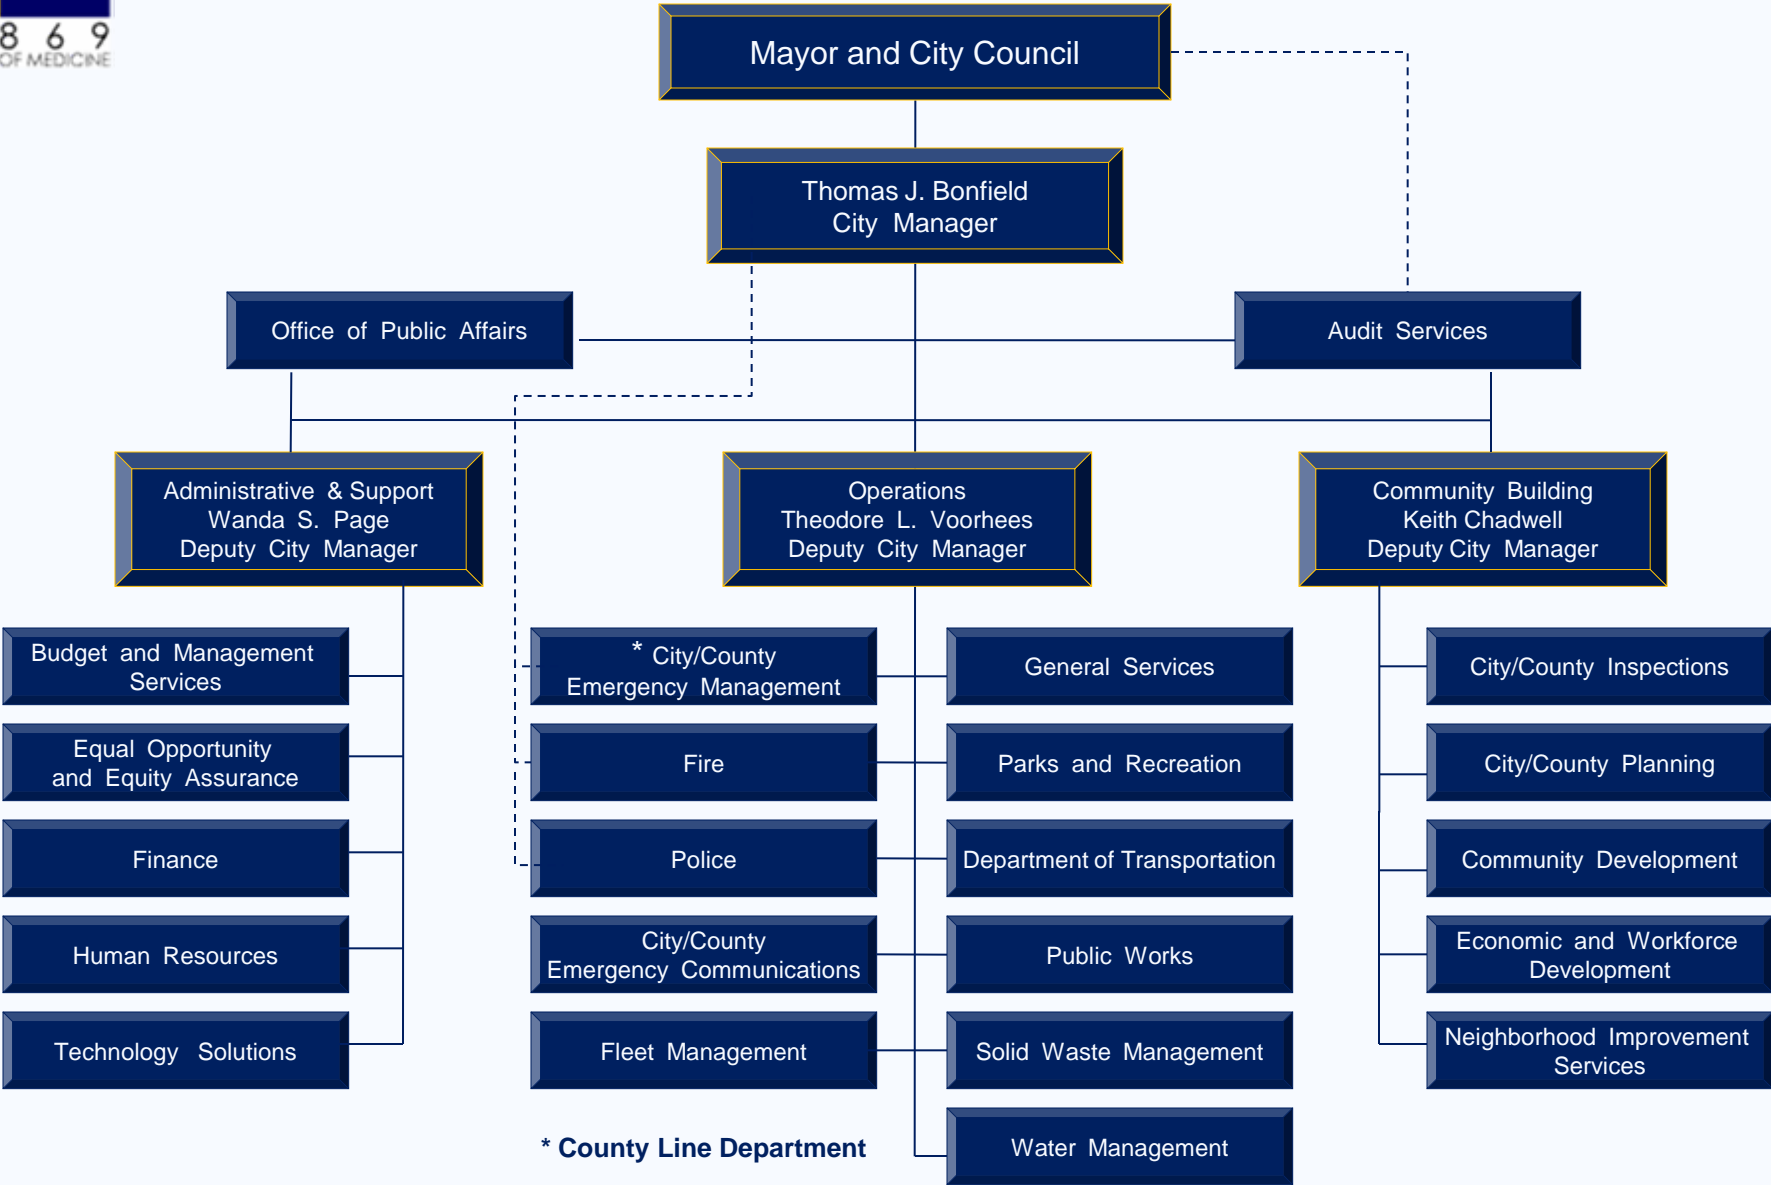 8 6 9
OF MEDICINE
Mayor and City Council
Thomas J. Bonfield
City Manager
Office of Public Affairs
Audit Services
Administrative & Support
Wanda S. Page
Deputy City Manager
Operations
Theodore L. Voorhees
Deputy City Manager
Community Building
Keith Chadwell
Deputy City Manager
Budget and Management
Services
Equal Opportunity
and Equity Assurance
Finance
Human Resources
Technology Solutions
* City/County
Emergency Management
Fire
Police
City/County
Emergency Communications
Fleet Management
General Services
Parks and Recreation
Department of Transportation
Public Works
Solid Waste Management
Water Management
City/County Inspections
City/County Planning
Community Development
Economic and Workforce
Development
Neighborhood Improvement
Services
* County Line Department